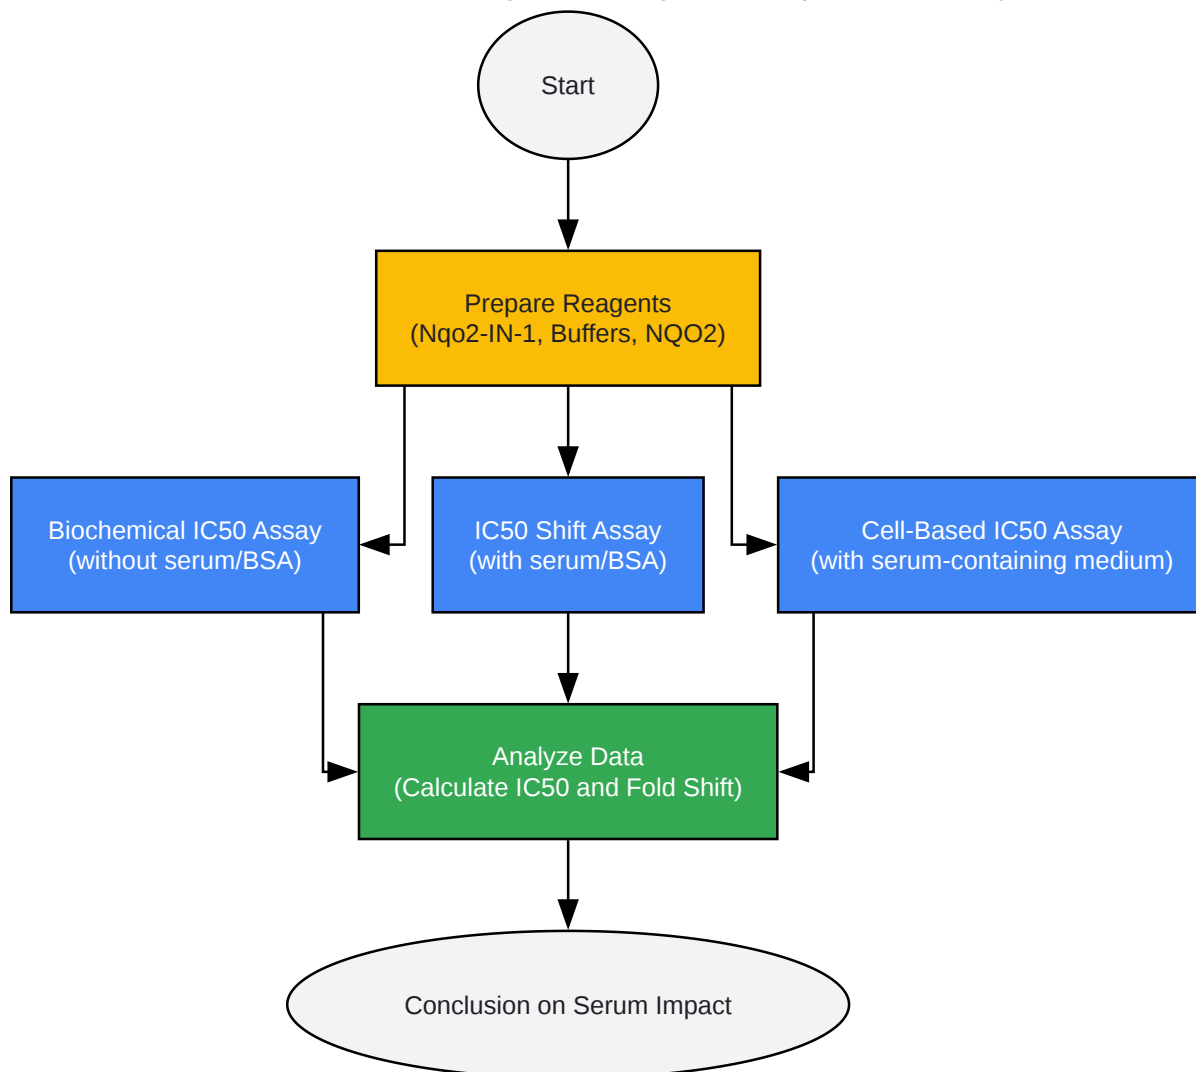 Start
Prepare Reagents
(Nqo2-IN-1, Buffers, NQO2)
Biochemical IC50 Assay
(without serum/BSA)
IC50 Shift Assay
(with serum/BSA)
Cell-Based IC50 Assay
(with serum-containing medium)
Analyze Data
(Calculate IC50 and Fold Shift)
Conclusion on Serum Impact